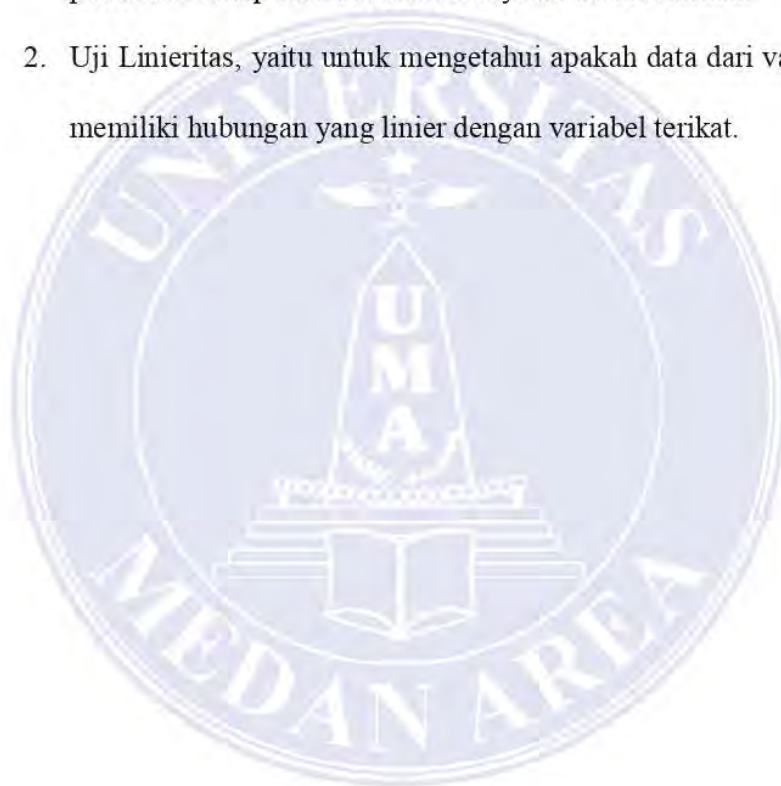 2. Uji Linieritas, yaitu untuk mengetahui apakah data dari
memiliki hubungan yang linier dengan variabel terikat.
UNIVERSITAS
UMA
MEDAN AREA